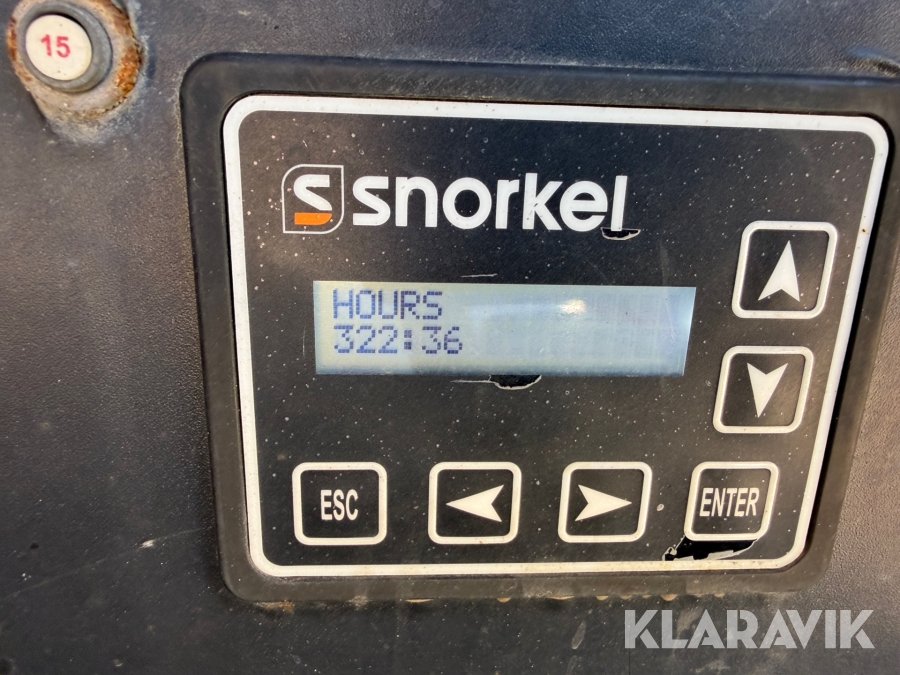 15
snorkel
HOURS
322:36
ESC
ENTER
KLARAVIK